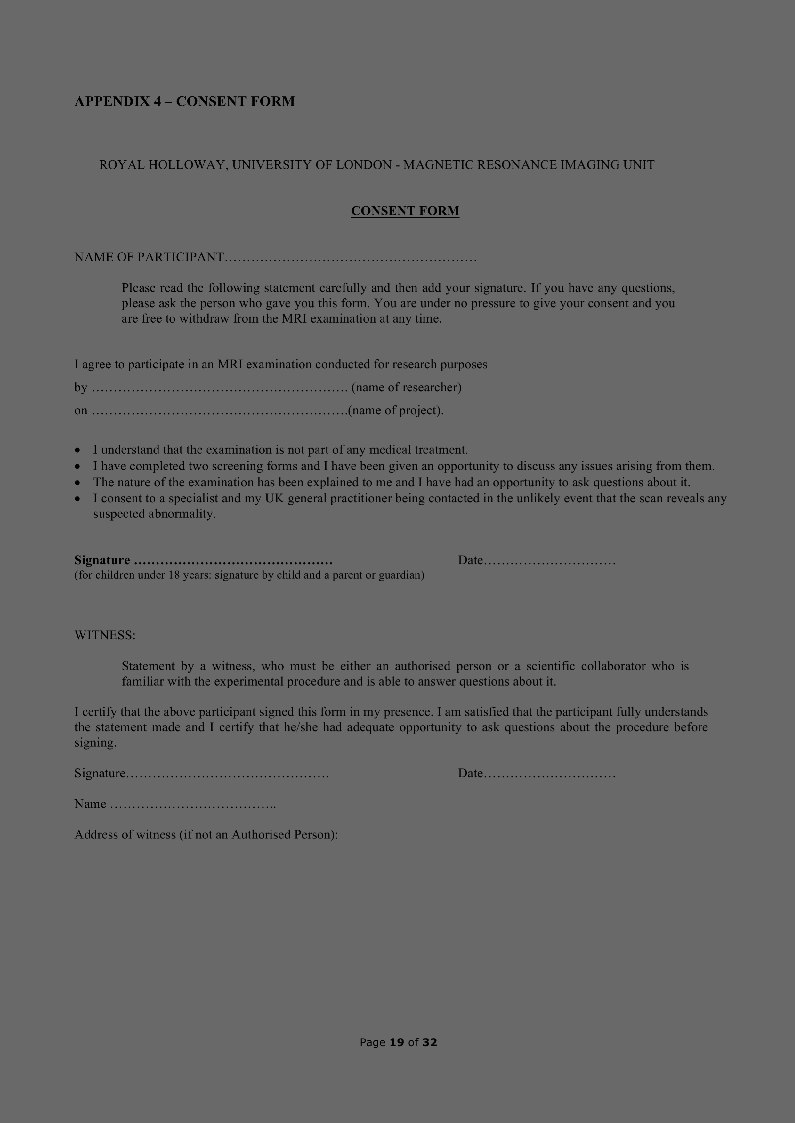 APPENDIX 4 – CONSENT FORM
ROYAL HOLLOWAY, UNIVERSITY OF LONDON - MAGNETIC RESONANCE IMAGING UNIT
CONSENT FORM
NAME OF PARTICIPANT…………………………………………………
Please read the following statement carefully and then add your signature. If you have any questions,
please ask the person who gave you this form. You are under no pressure to give your consent and you
are free to withdraw from the MRI examination at any time.
I agree to participate in an MRI examination conducted for research purposes
by …………………………………………………. (name of researcher)
on ………………………………………………….(name of project).
• I understand that the examination is not part of any medical treatment.
• I have completed two screening forms and I have been given an opportunity to discuss any issues arising from them.
• The nature of the examination has been explained to me and I have had an opportunity to ask questions about it.
• I consent to a specialist and my UK general practitioner being contacted in the unlikely event that the scan reveals any
suspected abnormality.
Signature ……………………………………… Date…………………………
(for children under 18 years: signature by child and a parent or guardian)
WITNESS:
Statement by a witness, who must be either an authorised person or a scientific collaborator who is
familiar with the experimental procedure and is able to answer questions about it.
I certify that the above participant signed this form in my presence. I am satisfied that the participant fully understands
the statement made and I certify that he/she had adequate opportunity to ask questions about the procedure before
signing.
Signature……………………………………… Date…………………………
Name ………………………………..
Address of witness (if not an Authorised Person):
Page 19 of 32